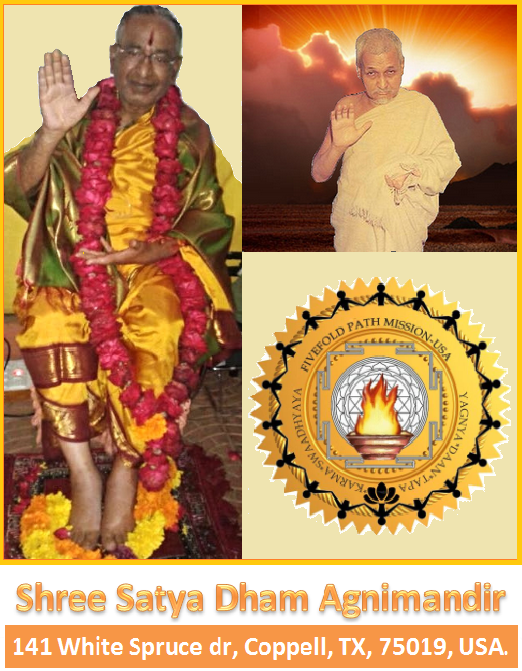 FIVEFOLD PATH MISSION-USA
YAGNYA*DAAN*TAPA
KARMA*SWAADHYAYA
Shree Satya Dham Agnimandir
141 White Spruce dr, Coppell, TX, 75019, USA.